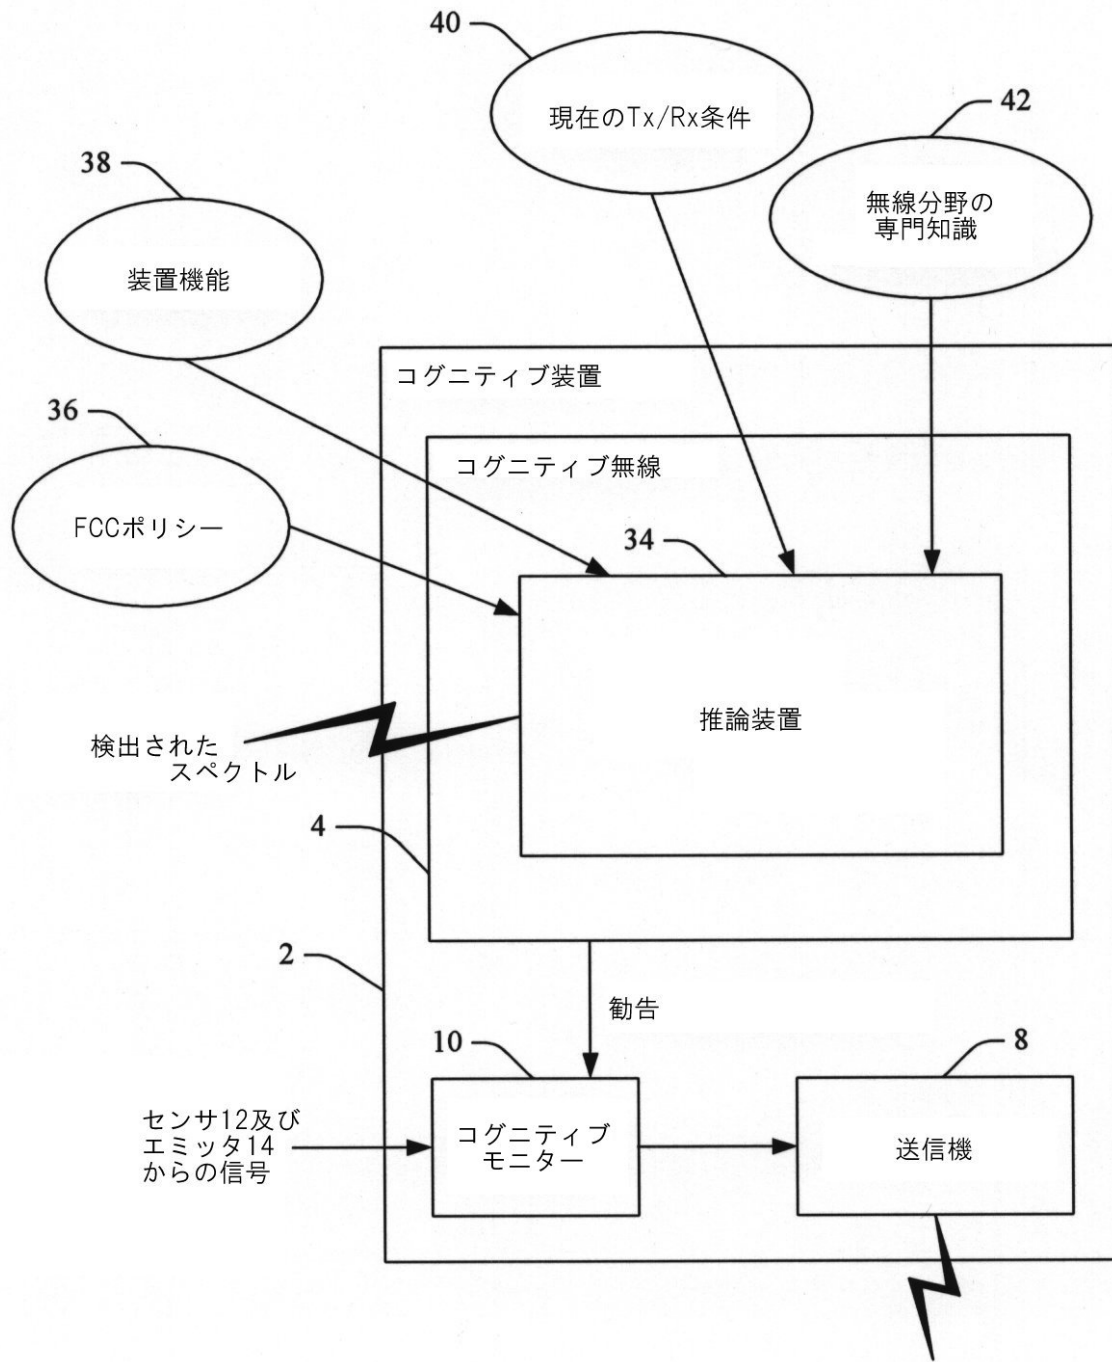 40
現在のTx/Rx条件
42
無線分野の
専門知識
38
装置機能
コグニティブ装置
36
FCCポリシー
コグニティブ無線
34
推論装置
検出された
スペクトル
4
2
勧告
10
8
センサ12及び
エミッタ14
からの信号
コグニティブ
モニター
送信機